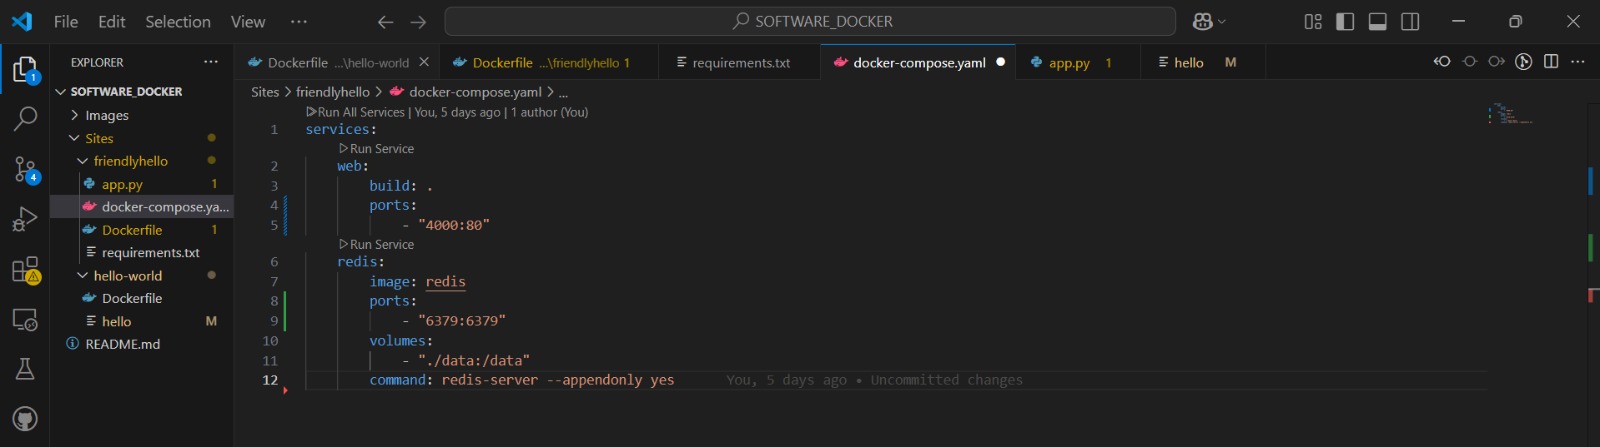 File Edit Selection View ··· SOFTWARE_DOCKER
EXPLORER ···
SOFTWARE_DOCKER
Images
Sites
friendlyhello
app.py 1
docker-compose.ya...
Dockerfile 1
requirements.txt
hello-world
Dockerfile
hello M
README.md
1
4
Dockerfile ...\hello-world
Dockerfile ...\friendlyhello 1
requirements.txt
docker-compose.yaml
app.py 1
hello M
Sites > friendlyhello > docker-compose.yaml > ...
Run All Services | You, 5 days ago | 1 author (You)
1 services:
Run Service
2 web:
3 build: .
4 ports:
5 - "4000:80"
Run Service
6 redis:
7 image: redis
8 ports:
9 - "6379:6379"
10 volumes:
11 - "./data:/data"
12 command: redis-server --appendonly yes You, 5 days ago • Uncommitted changes